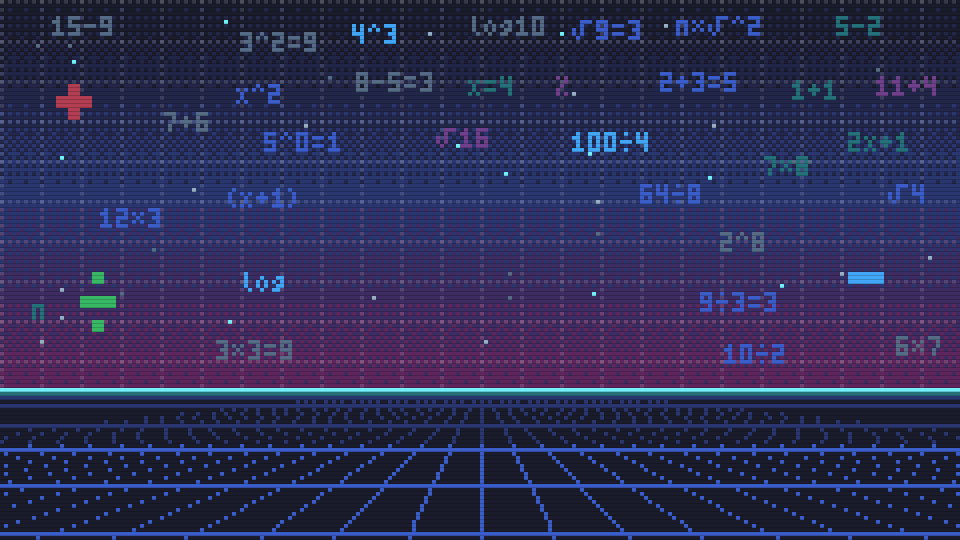 15-9
3^2=9
4^3
log10
√9=3
n×√^2
5-2
8-5=3
x=4
2+3=5
1+1
11+4
x^2
7+6
5^0=1
√16
100÷4
2x+1
7×8
(x+1)
64÷8
√4
12×3
2^8
log
9÷3=3
n
3×3=9
10÷2
6×7